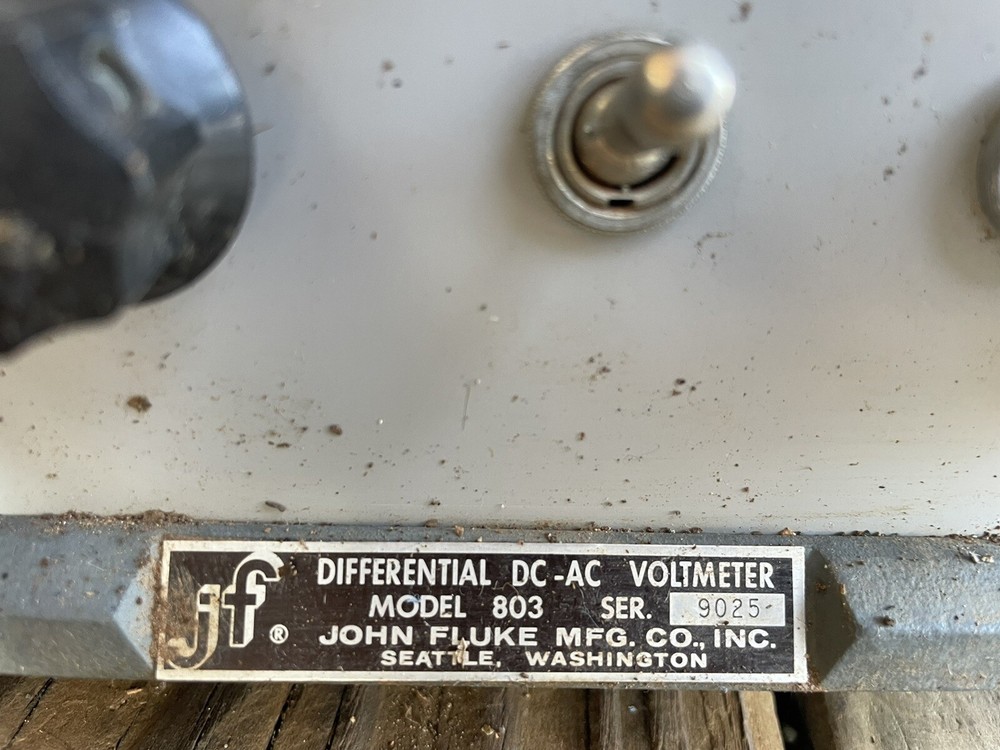 jf ® DIFFERENTIAL DC-AC VOLTMETER
MODEL 803 SER. 9025
JOHN FLUKE MFG. CO., INC.
SEATTLE, WASHINGTON